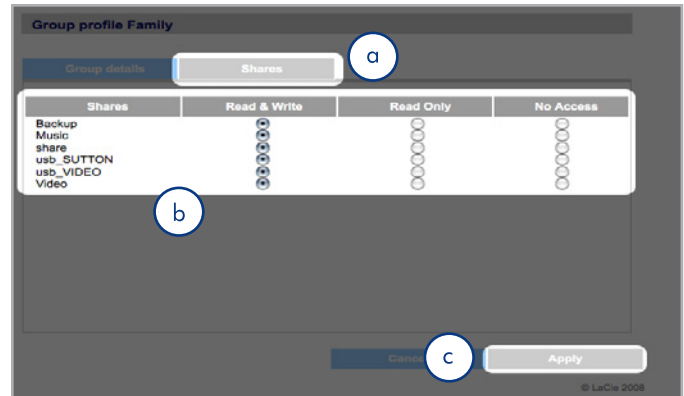 Group profile Family
a
Group details Shares
Shares Read & Write Read Only No Access
Backup
Music
share
usb_SUTTON
usb_VIDEO
Video
b
c
Apply
© LaCie 2008